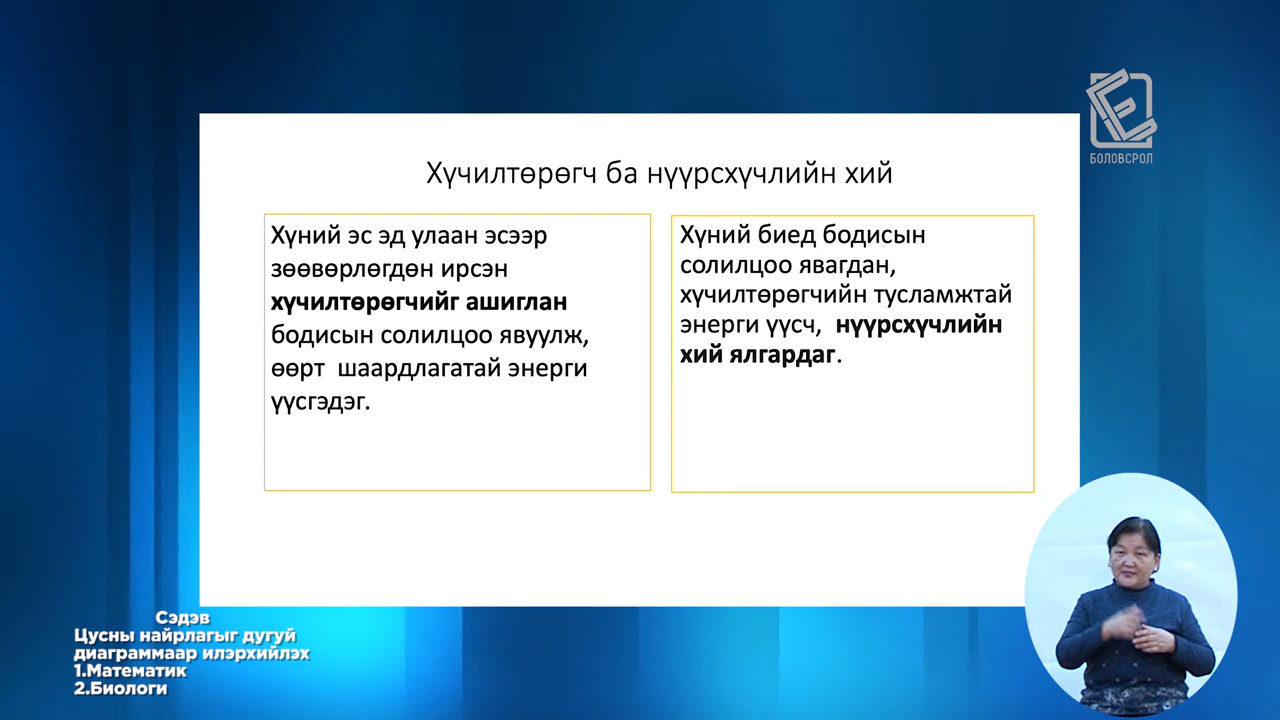 БОЛОВСРОЛ
Хүчилтөрөгч ба нүүрсхүчлийн хий
Хүний эс эд улаан эсээр
зөөвөрлөгдөн ирсэн
хүчилтөрөгчийг ашиглан
бодисын солилцоо явуулж,
өөрт шаардлагатай энерги
үүсгэдэг.
Хүний биед бодисын
солилцоо явагдан,
хүчилтөрөгчийн тусламжтай
энерги үүсч, нүүрсхүчлийн
хий ялгардаг.
Сэдэв
Цусны найрлагыг дугуй
диаграммаар илэрхийлэх
1.Математик
2.Биологи